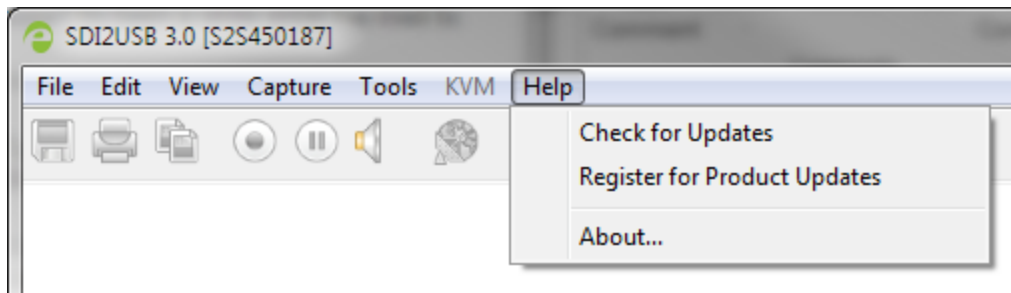 SDI2USB 3.0 [S2S450187]
File Edit View Capture Tools KVM Help
Check for Updates
Register for Product Updates
About...